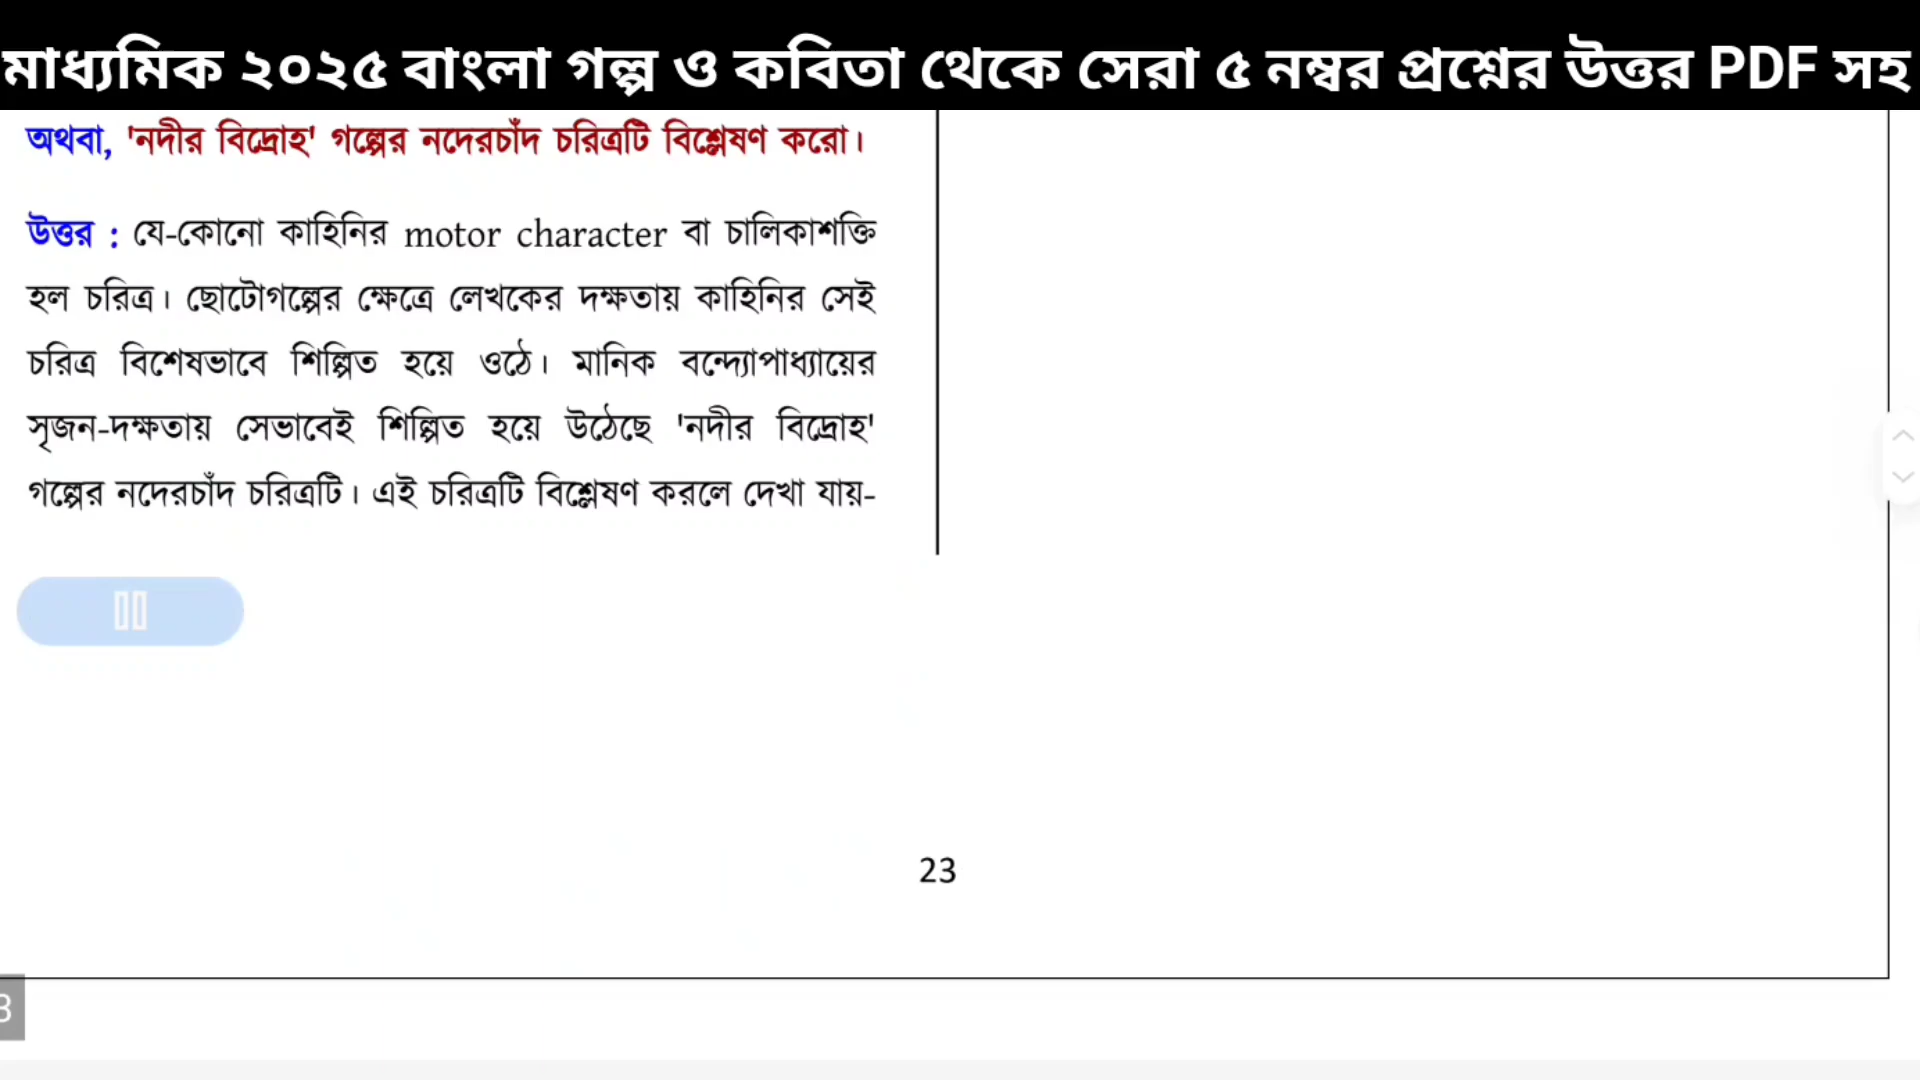 মাধ্যমিক ২০২৫ বাংলা গল্প ও কবিতা থেকে সেরা ৫ নম্বর প্রশ্নের উত্তর PDF সহ
অথবা, 'নদীর বিদ্রোহ' গল্পের নদেরচাঁদ চরিত্রটি বিশ্লেষণ করো।
উত্তর : যে-কোনো কাহিনির motor character বা চালিকাশক্তি
হল চরিত্র। ছোটোগল্পের ক্ষেত্রে লেখকের দক্ষতায় কাহিনির সেই
চরিত্র বিশেষভাবে শিল্পিত হয়ে ওঠে। মানিক বন্দ্যোপাধ্যায়ের
সৃজন-দক্ষতায় সেভাবেই শিল্পিত হয়ে উঠেছে 'নদীর বিদ্রোহ'
গল্পের নদেরচাঁদ চরিত্রটি। এই চরিত্রটি বিশ্লেষণ করলে দেখা যায়-
23